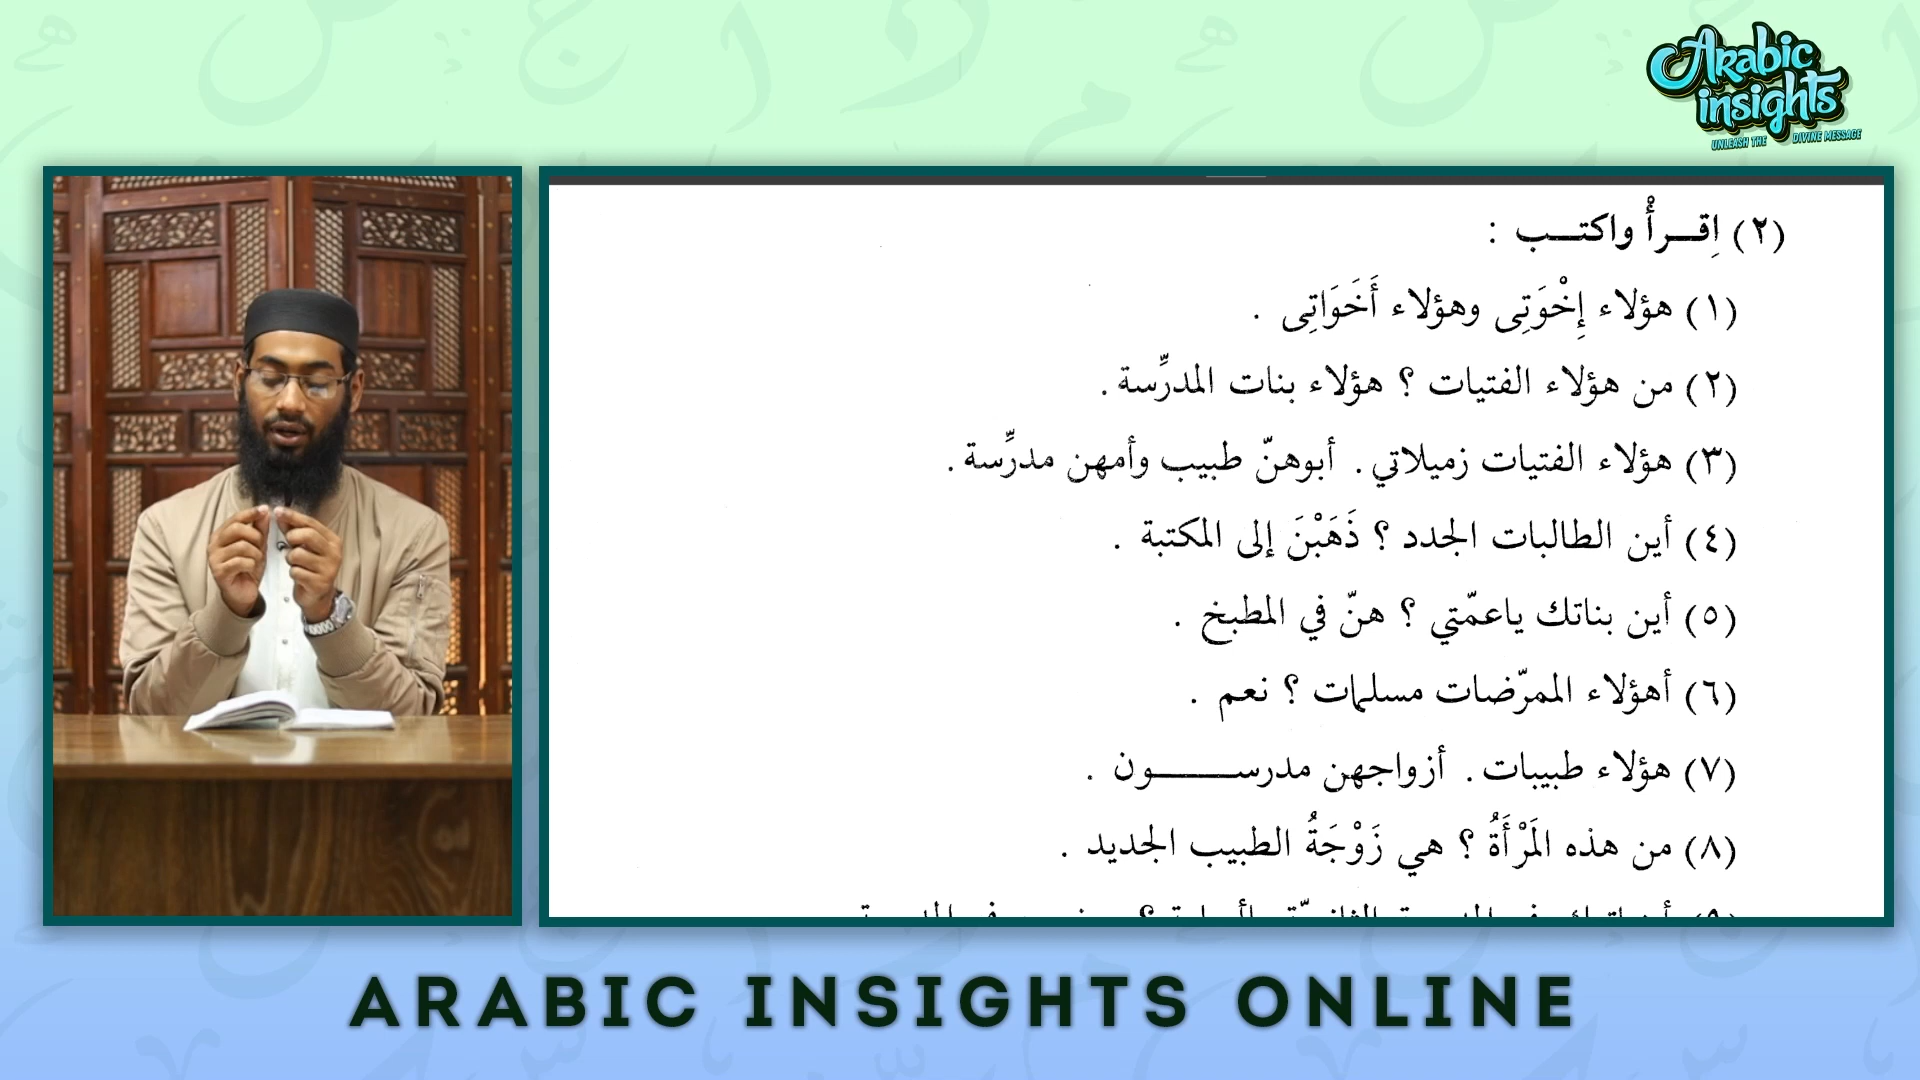 Arabic
insights
UNLEASH THE DIVINE MESSAGE
(٢) اِقـرأْ واكتـب :
(١) هؤلاء إِخْوَتِى وهؤلاء أَخَوَاتِى .
(٢) من هؤلاء الفتيات ؟ هؤلاء بنات المدرِّسة .
(٣) هؤلاء الفتيات زميلاتي . أبوهنّ طبيب وأمهن مدرِّسة .
(٤) أين الطالبات الجدد ؟ ذَهَبْنَ إلى المكتبة .
(٥) أين بناتك ياعمّتي ؟ هنّ في المطبخ .
(٦) أهؤلاء الممرّضات مسلمات ؟ نعم .
(٧) هؤلاء طبيبات . أزواجهن مدرســـــون .
(٨) من هذه المَرْأَةُ ؟ هي زَوْجَةُ الطبيب الجديد .
ARABIC INSIGHTS ONLINE